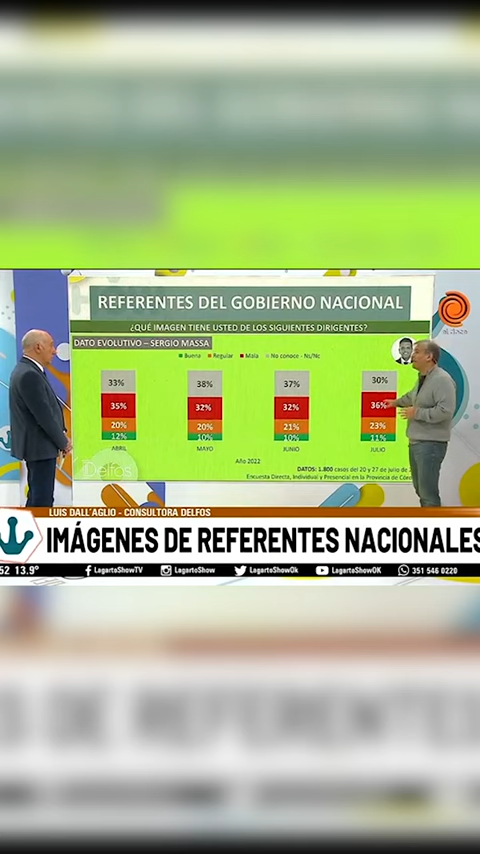 REFERENTES DEL GOBIERNO NACIONAL
¿QUÉ IMAGEN TIENE USTED DE LOS SIGUIENTES DIRIGENTES?
DATO EVOLUTIVO – SERGIO MASSA
Buena Regular Mala No conoce - Ns/Nc
33% 38% 37% 30%
35% 32% 32% 36%
20% 20% 21% 23%
12% 10% 10% 11%
ABRIL MAYO JUNIO JULIO
Año 2022
Delfos
DATOS: 1.800 casos del 20 y 27 de julio de
Encuesta Directa, Individual y Presencial en la Provincia de Córd
LUIS DALL'AGLIO - CONSULTORA DELFOS
IMÁGENES DE REFERENTES NACIONALES
52 13.9° LagartoShowTV LagartoShow LagartoShowOk LagartoShowOK 351 546 0220